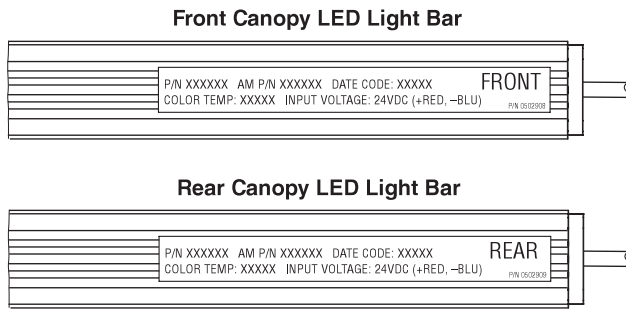 Front Canopy LED Light Bar
P/N XXXXXX AM P/N XXXXXX DATE CODE: XXXXX FRONT
COLOR TEMP: XXXXX INPUT VOLTAGE: 24VDC (+RED, –BLU) P/N 0502908
Rear Canopy LED Light Bar
P/N XXXXXX AM P/N XXXXXX DATE CODE: XXXXX REAR
COLOR TEMP: XXXXX INPUT VOLTAGE: 24VDC (+RED, –BLU) P/N 0502909